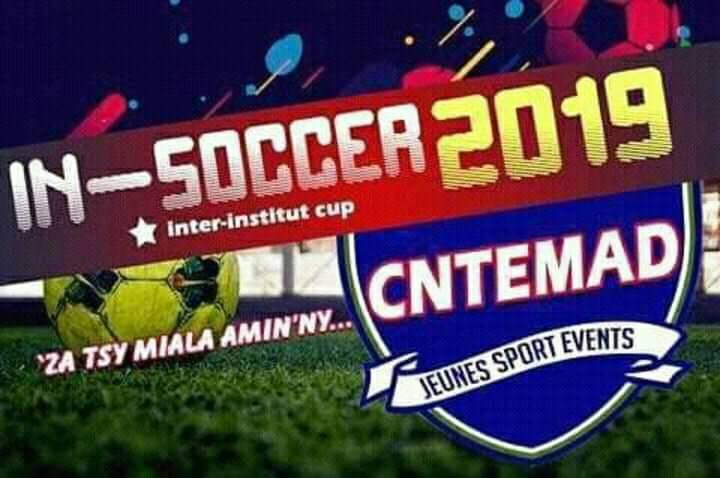 IN-SOCCER 2019
inter-institut cup
CNTEMAD
JEUNES SPORT EVENTS
'ZA TSY MIALA AMIN'NY...